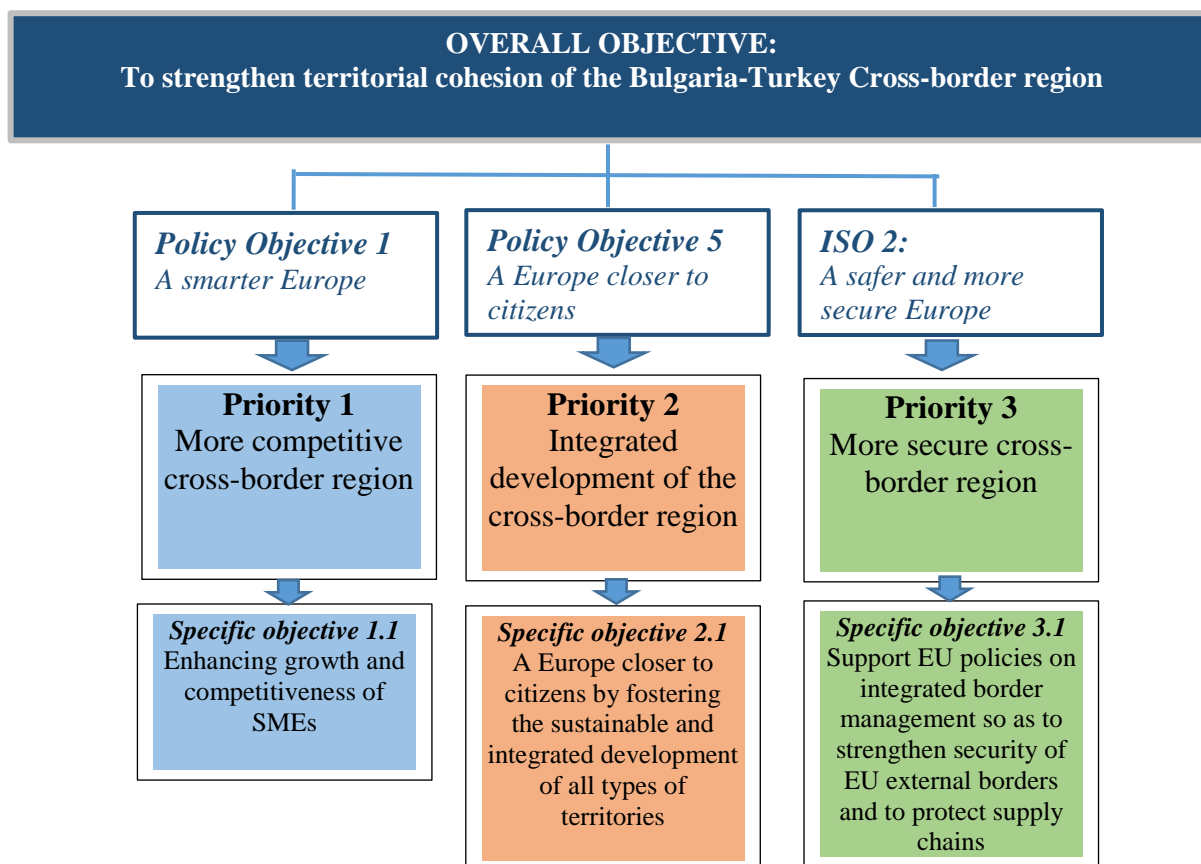 OVERALL OBJECTIVE:
To strengthen territorial cohesion of the Bulgaria-Turkey Cross-border region
Policy Objective 1
A smarter Europe
Policy Objective 5
A Europe closer to
citizens
ISO 2:
A safer and more
secure Europe
Priority 1
More competitive
cross-border region
Priority 2
Integrated
development of the
cross-border region
Priority 3
More secure cross-
border region
Specific objective 1.1
Enhancing growth and
competitiveness of
SMEs
Specific objective 2.1
A Europe closer to
citizens by fostering
the sustainable and
integrated development
of all types of
territories
Specific objective 3.1
Support EU policies on
integrated border
management so as to
strengthen security of
EU external borders
and to protect supply
chains